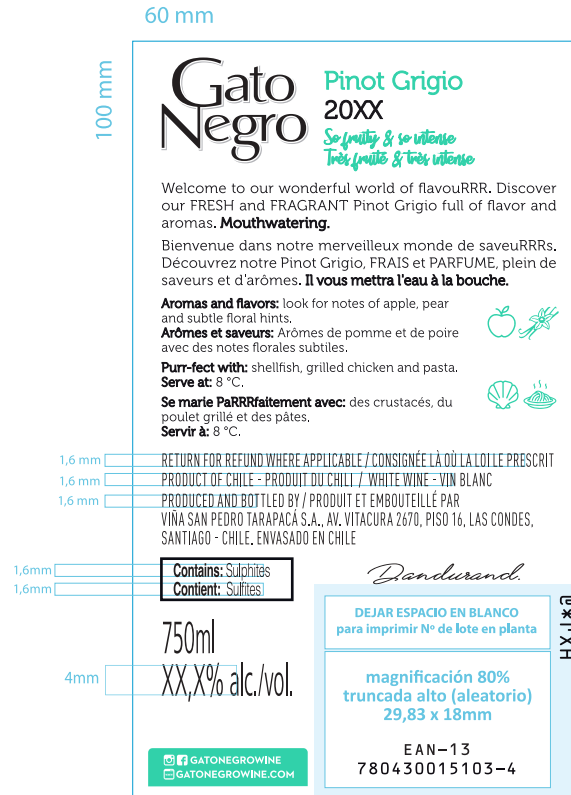 60 mm
100 mm
Gato
Negro
Pinot Grigio
20XX
So fruity & so intense
Très fruité & très intense
Welcome to our wonderful world of flavouRRR. Discover
our FRESH and FRAGRANT Pinot Grigio full of flavor and
aromas. Mouthwatering.
Bienvenue dans notre merveilleux monde de saveuRRRs.
Découvrez notre Pinot Grigio, FRAIS et PARFUME, plein de
saveurs et d'arômes. Il vous mettra l'eau à la bouche.
Aromas and flavors: look for notes of apple, pear
and subtle floral hints.
Arômes et saveurs: Arômes de pomme et de poire
avec des notes florales subtiles.
Purr-fect with: shellfish, grilled chicken and pasta.
Serve at: 8 °C.
Se marie PaRRRfaitement avec: des crustacés, du
poulet grillé et des pâtes.
Servir à: 8 °C.
1,6 mm
RETURN FOR REFUND WHERE APPLICABLE / CONSIGNÉE LÀ OÙ LA LOI LE PRESCRIT
1,6 mm
PRODUCT OF CHILE - PRODUIT DU CHILI / WHITE WINE - VIN BLANC
1,6 mm
PRODUCED AND BOTTLED BY / PRODUIT ET EMBOUTEILLÉ PAR
VIÑA SAN PEDRO TARAPACÁ S.A., AV. VITACURA 2670, PISO 16, LAS CONDES,
SANTIAGO - CHILE. ENVASADO EN CHILE
1,6mm
Contains: Sulphites
1,6mm
Contient: Sulfites
Dandurand.
DEJAR ESPACIO EN BLANCO
para imprimir Nº de lote en planta
750ml
4mm
XX,X% alc./vol.
magnificación 80%
truncada alto (aleatorio)
29,83 x 18mm
EAN-13
780430015103-4
GATONEGROWINE
GATONEGROWINE.COM